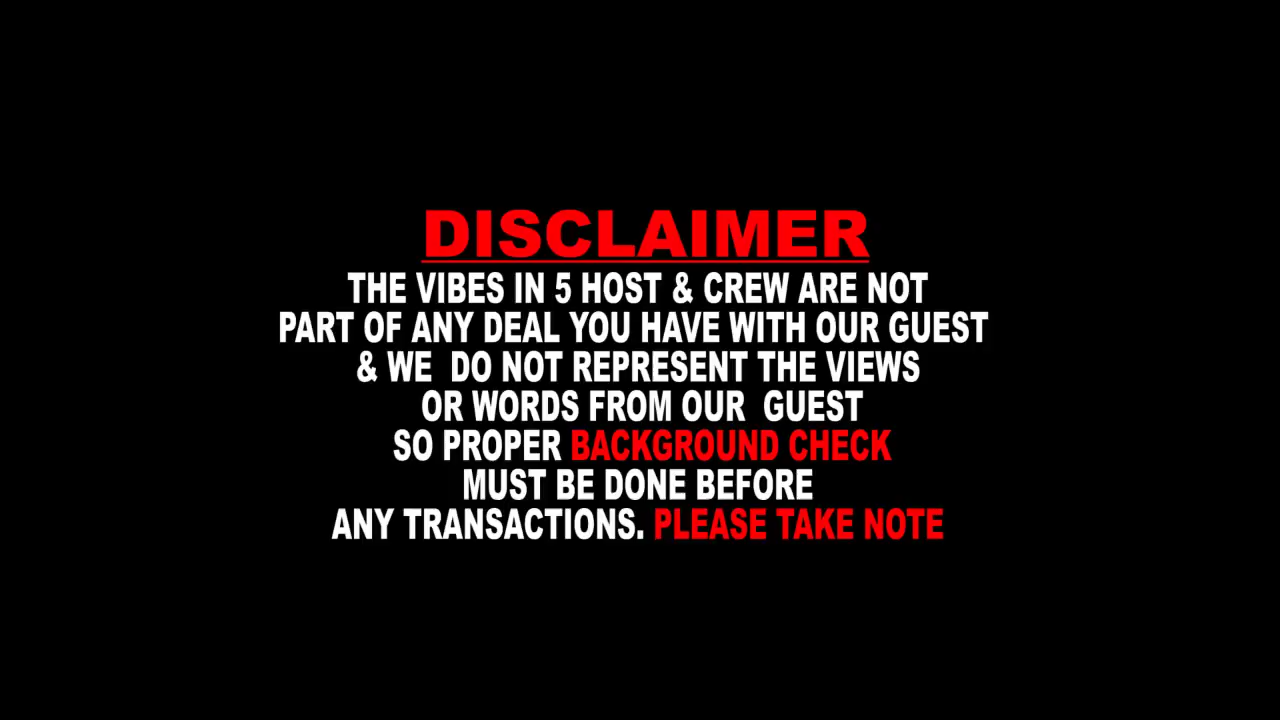 DISCLAIMER
THE VIBES IN 5 HOST & CREW ARE NOT
PART OF ANY DEAL YOU HAVE WITH OUR GUEST
& WE DO NOT REPRESENT THE VIEWS
OR WORDS FROM OUR GUEST
SO PROPER BACKGROUND CHECK
MUST BE DONE BEFORE
ANY TRANSACTIONS. PLEASE TAKE NOTE